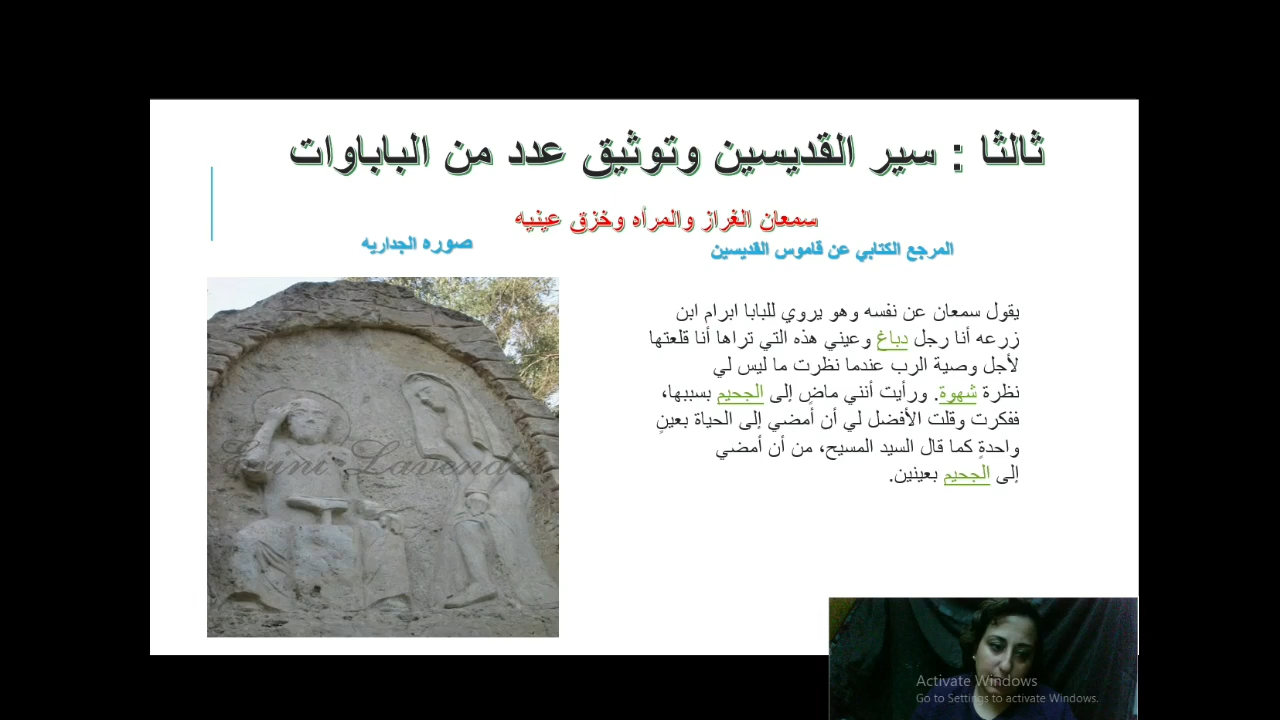 ثالثا : سير القديسين وتوثيق عدد من الباباوات
سمعان الغراز والمرأه وخزق عينيه
المرجع الكتابي عن قاموس القديسين
صوره الجداريه
يقول سمعان عن نفسه وهو يروي للبابا ابرام ابن
زرعه أنا رجل دباغ وعيني هذه التي تراها أنا قلعتها
لأجل وصية الرب عندما نظرت ما ليس لي
نظرة شهوة. ورأيت أنني ماضٍ إلى الجحيم بسببها،
ففكرت وقلت الأفضل لي أن أمضي إلى الحياة بعينٍ
واحدةٍ كما قال السيد المسيح، من أن أمضي
إلى الجحيم بعينين.
Activate Windows
Go to Settings to activate Windows.